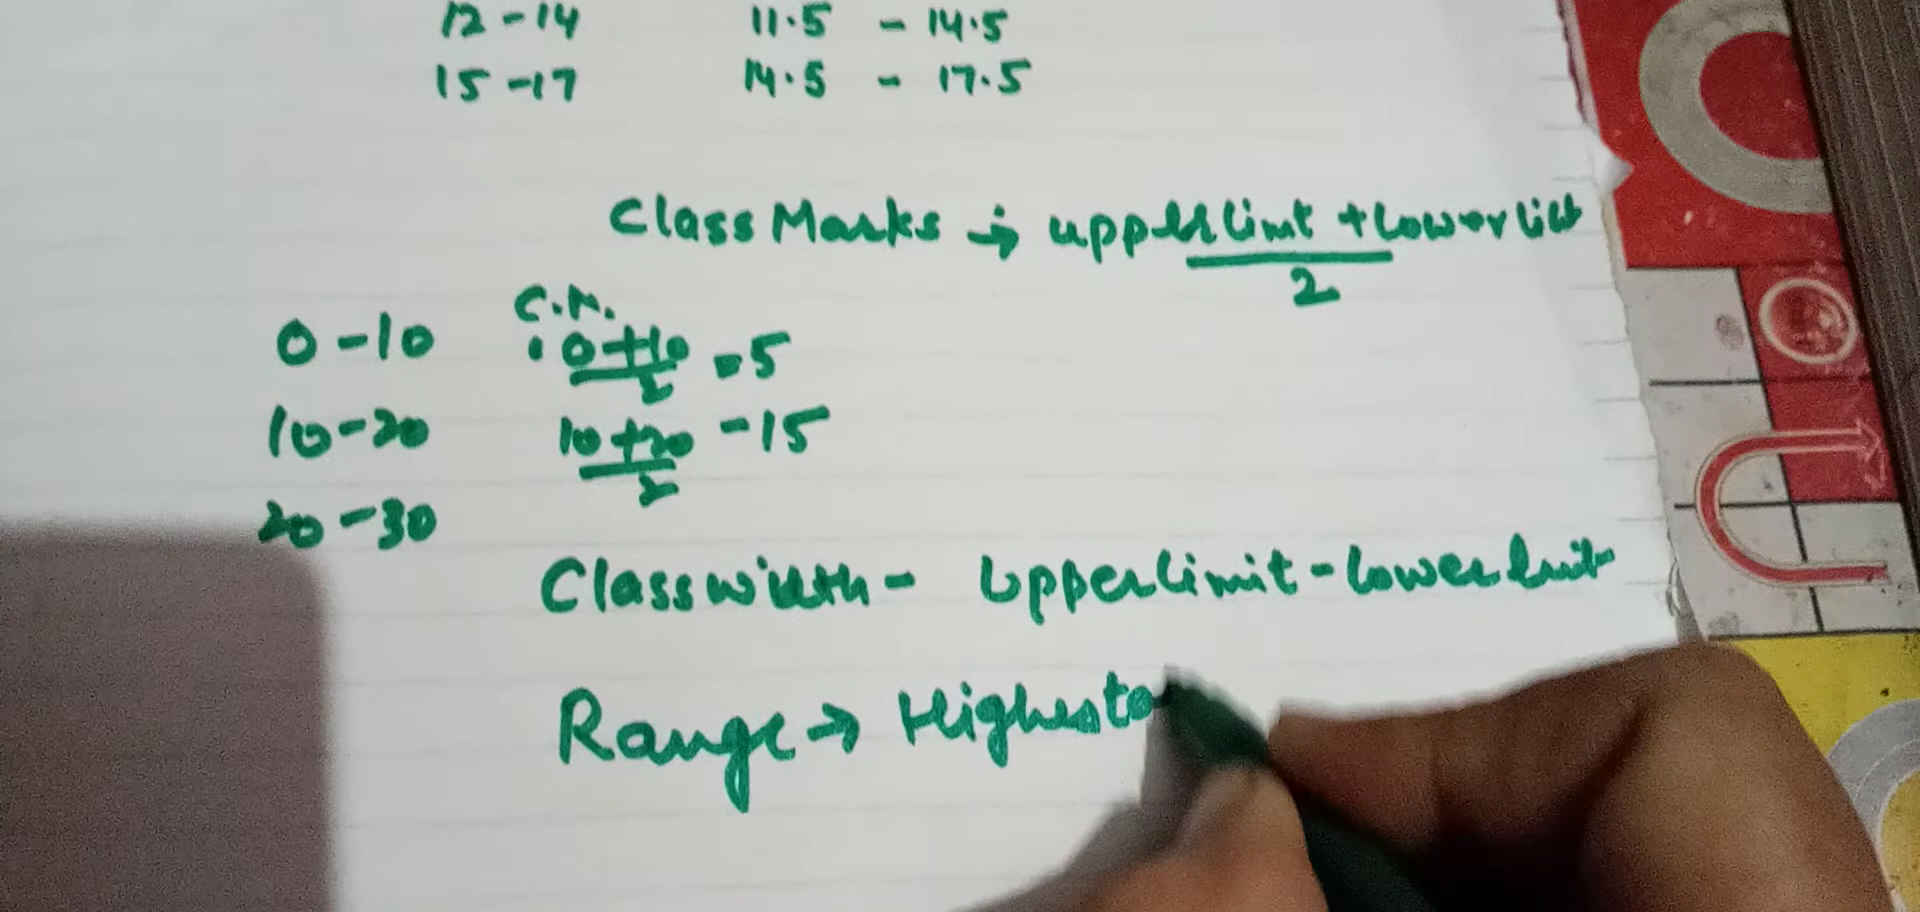 12-14 11.5 - 14.5
15-17 14.5 - 17.5
Class Marks → upper limt + lower lit
2
C.M.
0-10 0+10 = 5
2
10-20 10+20 - 15
2
20-30
Class width - Upper limit - lower limit
Range → Highest o